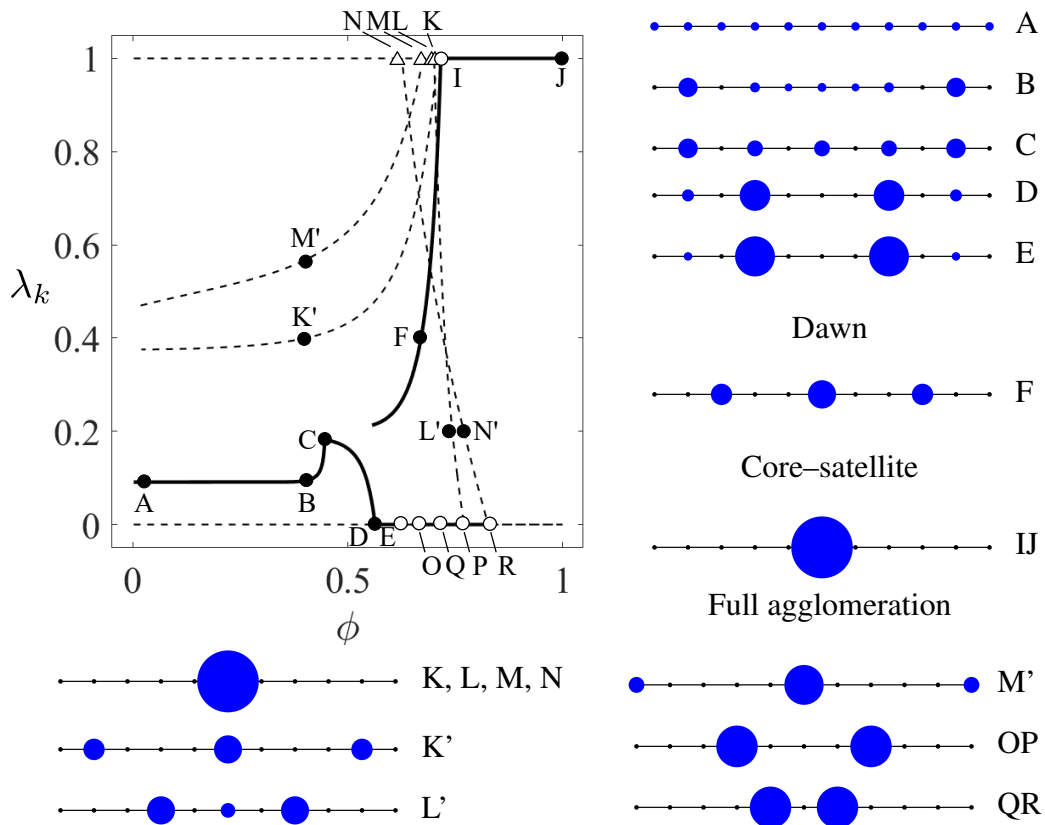 N M L K
1
I
J
0.8
M'
0.6
K'
0.4
F
λk
L' N'
0.2
C
A
B
0
D E
O Q P R
0
0.5
1
ϕ
A
B
C
D
E
Dawn
F
Core–satellite
IJ
Full agglomeration
K, L, M, N
K’
L’
M’
OP
QR